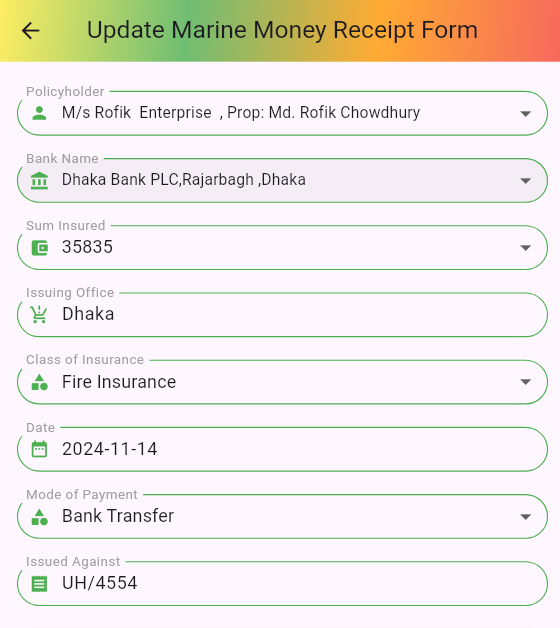 Update Marine Money Receipt Form
Policyholder
M/s Rofik  Enterprise  , Prop: Md. Rofik Chowdhury
Bank Name
Dhaka Bank PLC,Rajarbagh ,Dhaka
Sum Insured
35835
Issuing Office
Dhaka
Class of Insurance
Fire Insurance
Date
2024-11-14
Mode of Payment
Bank Transfer
Issued Against
UH/4554